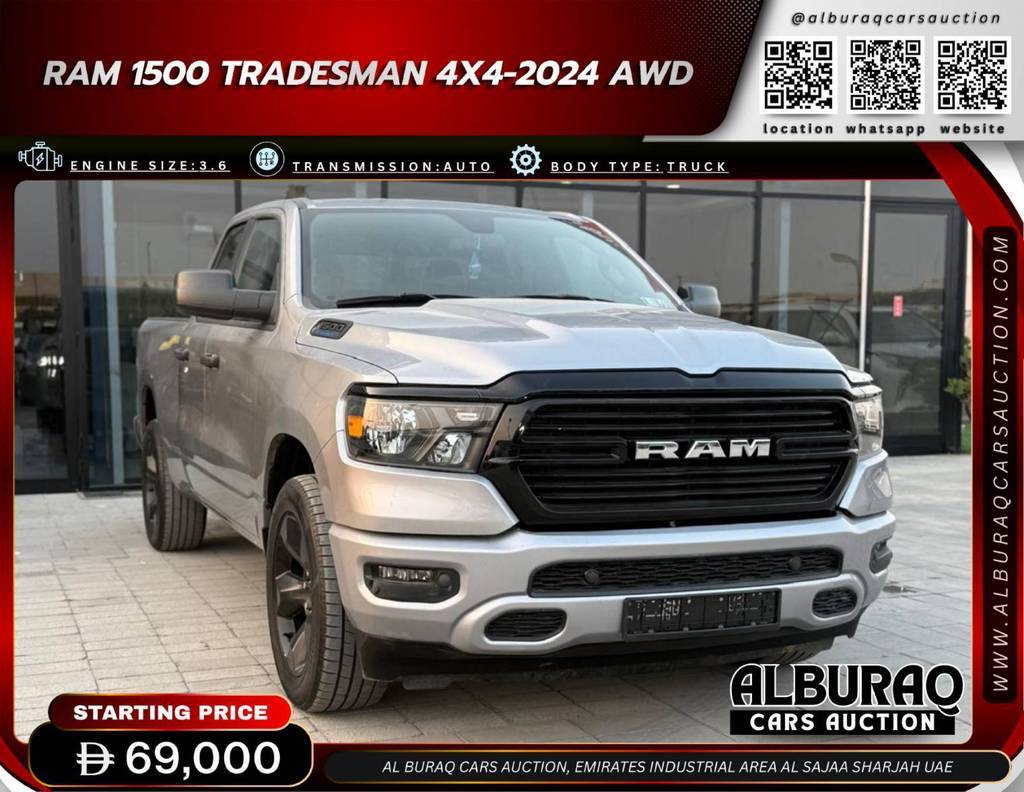 @alburaqcarsauction
RAM 1500 TRADESMAN 4X4-2024 AWD
location whatsapp website
ENGINE SIZE:3.6 TRANSMISSION:AUTO BODY TYPE: TRUCK
WWW.ALBURAQCARSAUCTION.COM
1500
RAM
ALBURAQ
CARS AUCTION
STARTING PRICE
69,000
AL BURAQ CARS AUCTION, EMIRATES INDUSTRIAL AREA AL SAJAA SHARJAH UAE